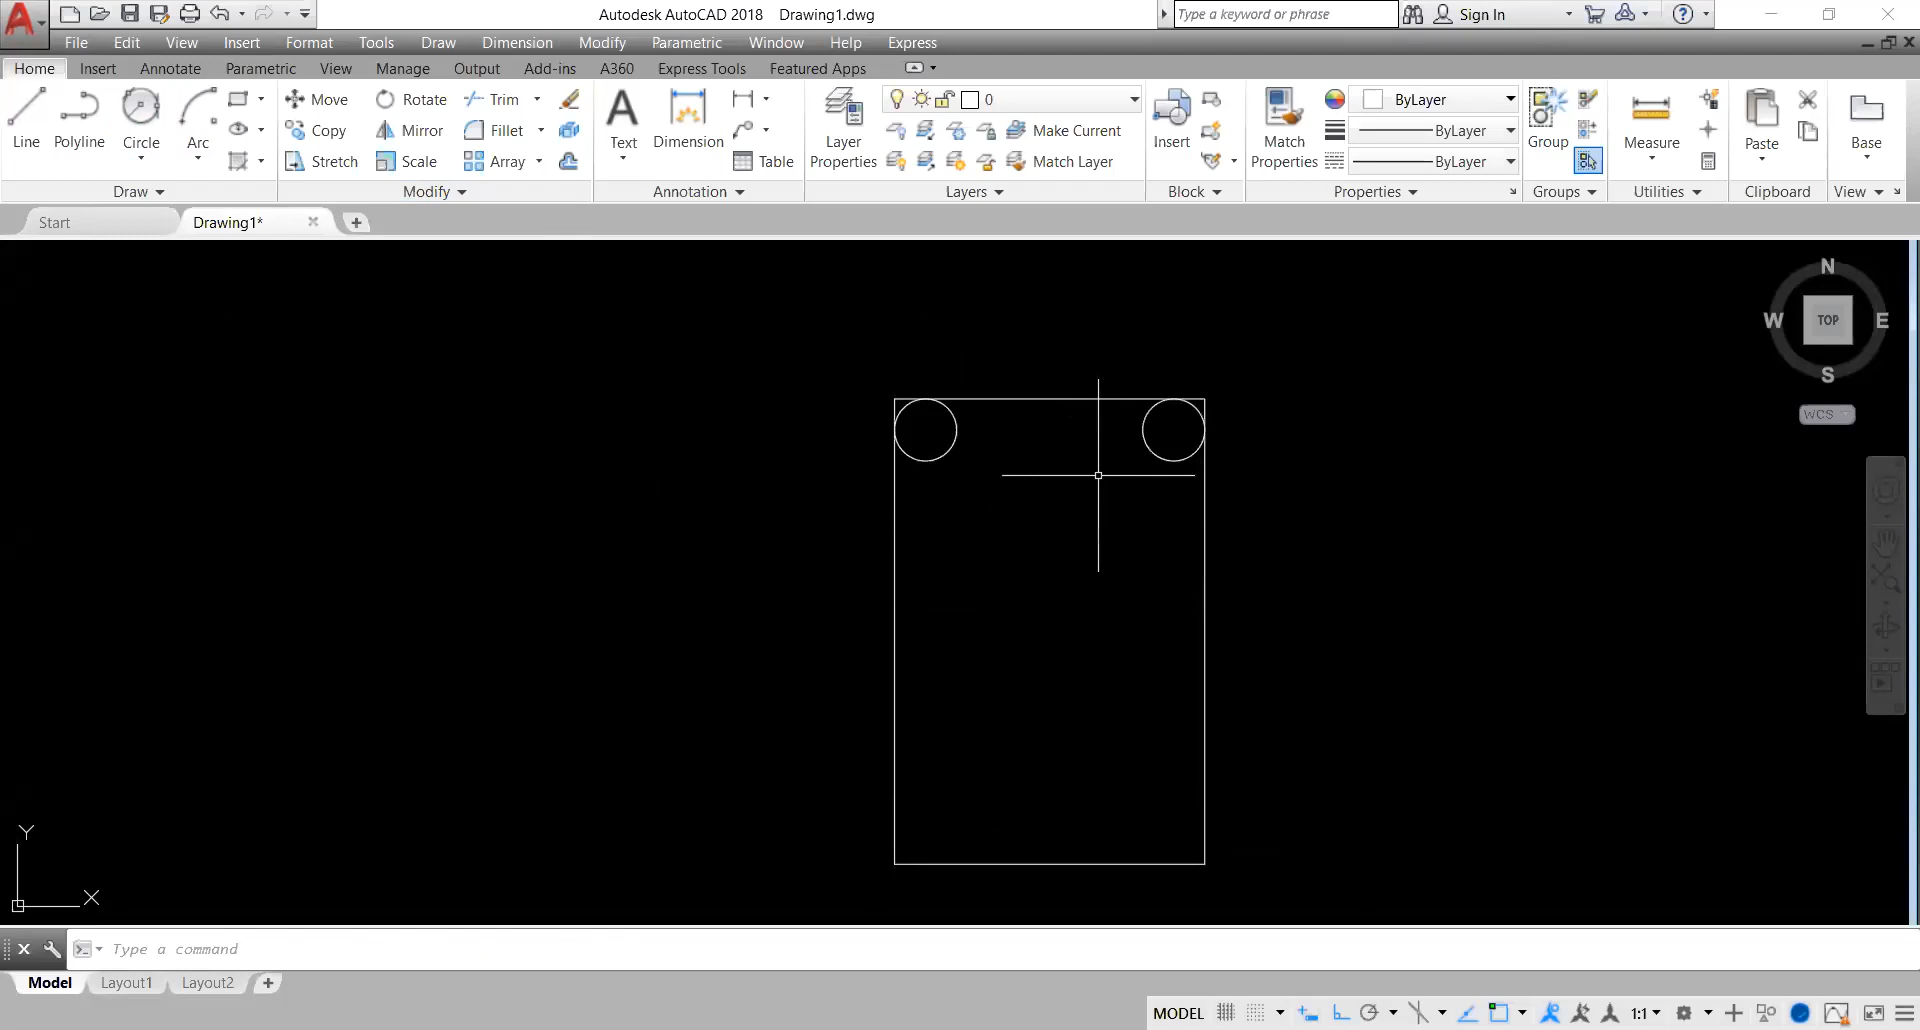 Autodesk AutoCAD 2018 Drawing1.dwg
Type a keyword or phrase
Sign In
File Edit View Insert Format Tools Draw Dimension Modify Parametric Window Help Express
Home Insert Annotate Parametric View Manage Output Add-ins A360 Express Tools Featured Apps
Move Rotate Trim 0 ByLayer
Line Polyline Circle Arc Copy Mirror Fillet Text Dimension Layer Make Current Insert Match ByLayer Group Measure Paste Base
Stretch Scale Array Table Properties Match Layer Properties ByLayer
Draw Modify Annotation Layers Block Properties Groups Utilities Clipboard View
Start Drawing1*
N
W TOP E
S
WCS
Y
X
Type a command
Model Layout1 Layout2
MODEL 1:1